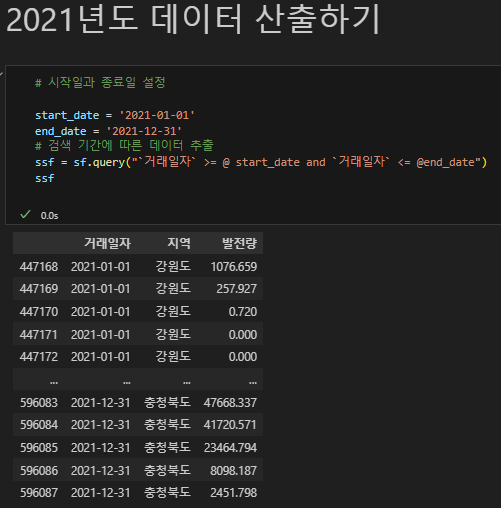 2021년도 데이터 산출하기
# 시작일과 종료일 설정
start_date = '2021-01-01'
end_date = '2021-12-31'
# 검색 기간에 따른 데이터 추출
ssf = sf.query("`거래일자` >= @ start_date and `거래일자` <= @end_date")
ssf
✓ 0.0s
거래일자 지역 발전량
447168 2021-01-01 강원도 1076.659
447169 2021-01-01 강원도 257.927
447170 2021-01-01 강원도 0.720
447171 2021-01-01 강원도 0.000
447172 2021-01-01 강원도 0.000
... ... ... ...
596083 2021-12-31 충청북도 47668.337
596084 2021-12-31 충청북도 41720.571
596085 2021-12-31 충청북도 23464.794
596086 2021-12-31 충청북도 8098.187
596087 2021-12-31 충청북도 2451.798